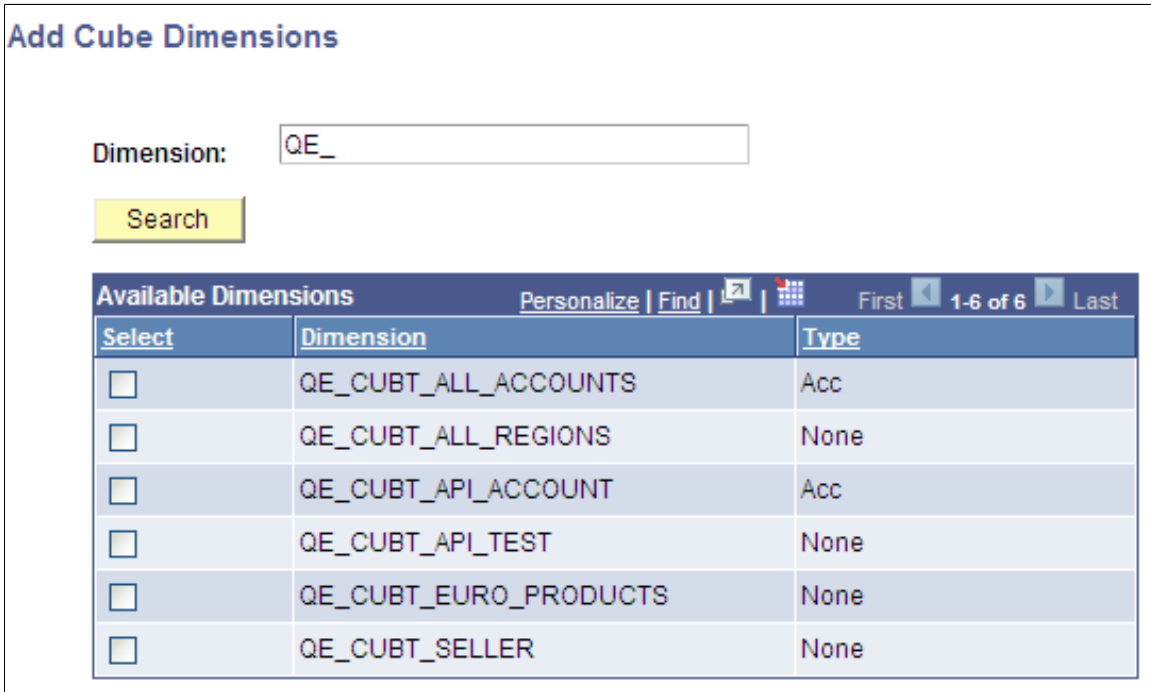 Add Cube Dimensions
Dimension: QE_
Search
Available Dimensions Personalize | Find | | First 1-6 of 6 Last
Select Dimension Type
QE_CUBT_ALL_ACCOUNTS Acc
QE_CUBT_ALL_REGIONS None
QE_CUBT_API_ACCOUNT Acc
QE_CUBT_API_TEST None
QE_CUBT_EURO_PRODUCTS None
QE_CUBT_SELLER None